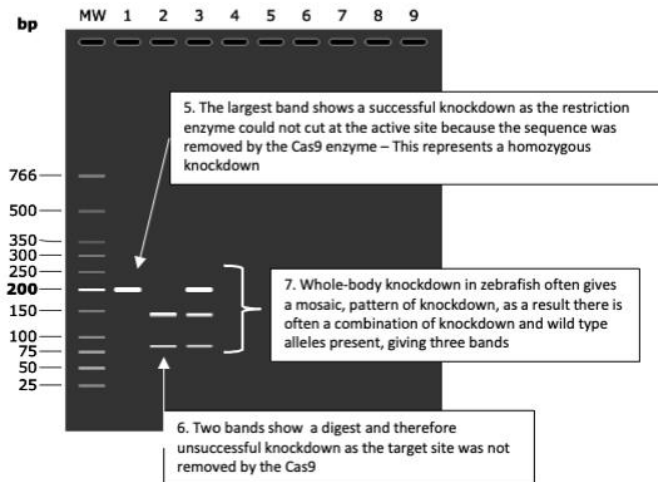 MW 1 2 3 4 5 6 7 8 9
bp
5. The largest band shows a successful knockdown as the restriction
enzyme could not cut at the active site because the sequence was
removed by the Cas9 enzyme – This represents a homozygous
knockdown
766
500
350
300
250
200
150
100
75
50
25
7. Whole-body knockdown in zebrafish often gives
a mosaic, pattern of knockdown, as a result there is
often a combination of knockdown and wild type
alleles present, giving three bands
6. Two bands show a digest and therefore
unsuccessful knockdown as the target site was not
removed by the Cas9